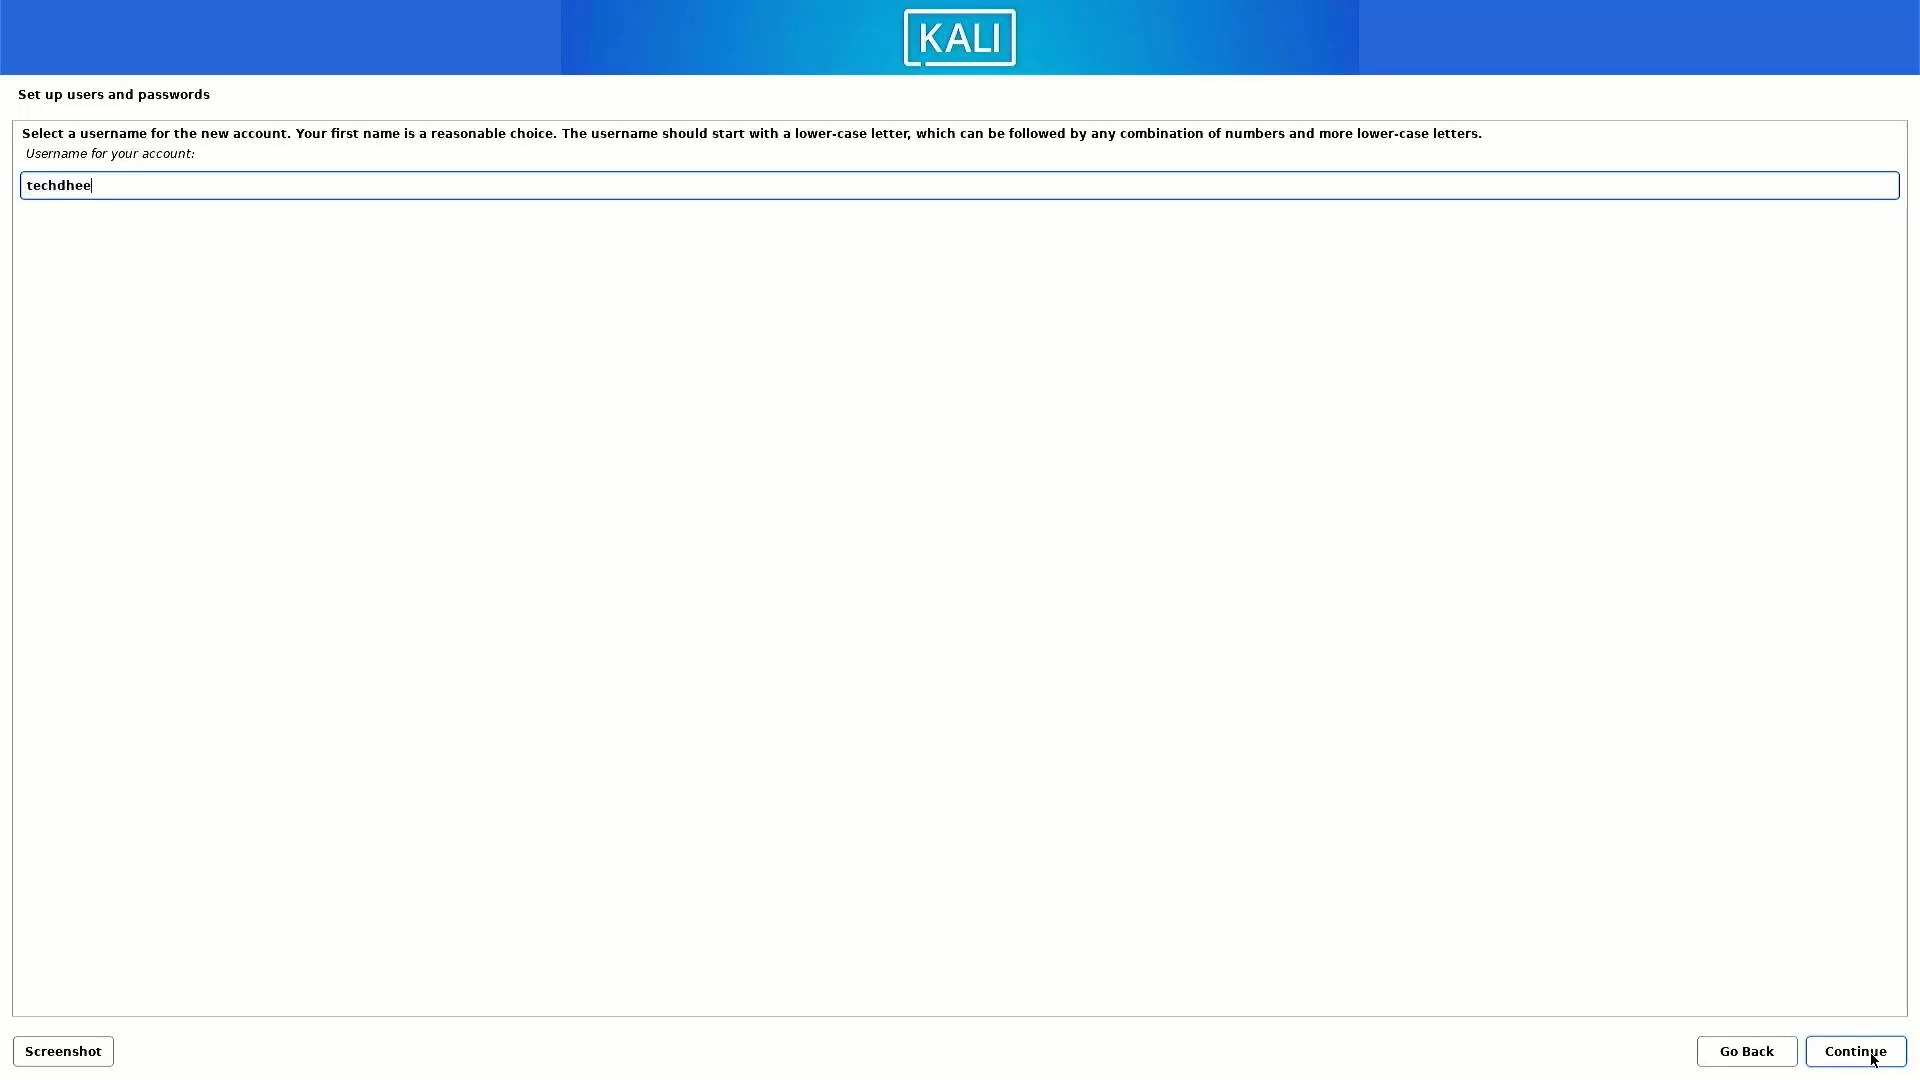 KALI
Set up users and passwords
Select a username for the new account. Your first name is a reasonable choice. The username should start with a lower-case letter, which can be followed by any combination of numbers and more lower-case letters.
Username for your account:
techdhee
Screenshot
Go Back
Continue